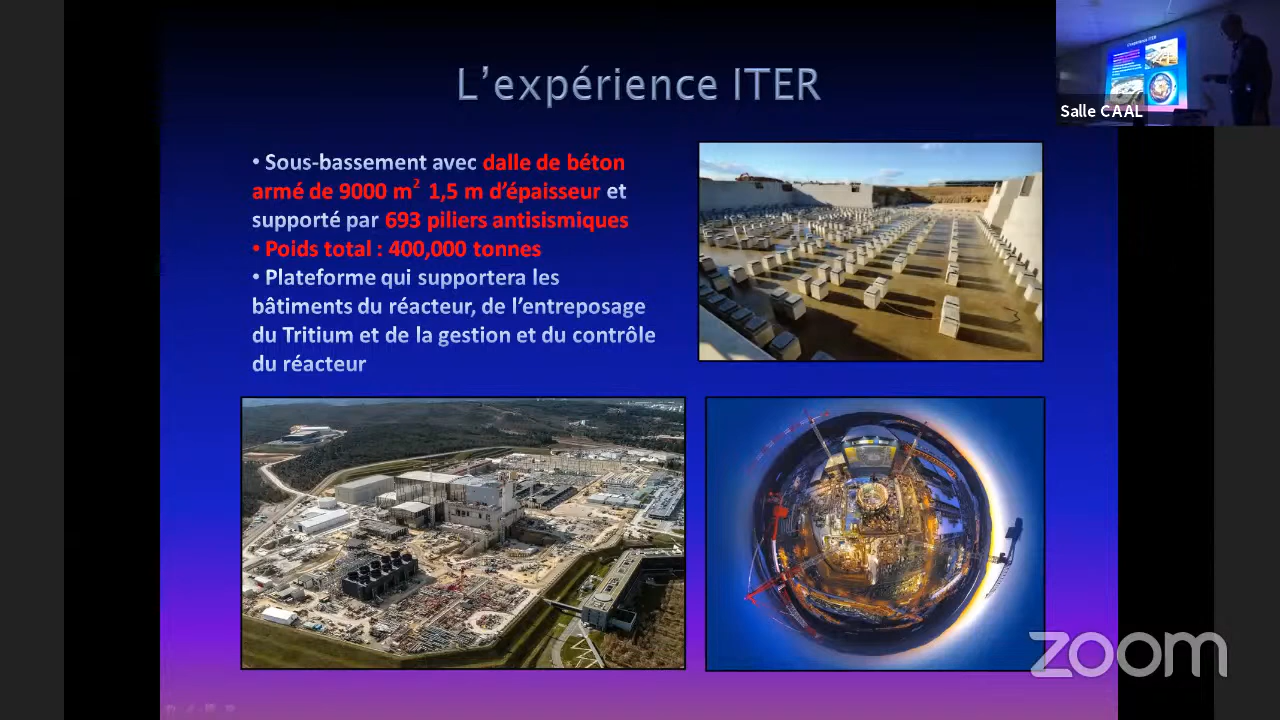 L'expérience ITER
Salle CAAL
• Sous-bassement avec dalle de béton
armé de 9000 m² 1,5 m d'épaisseur et
supporté par 693 piliers antisismiques
• Poids total : 400,000 tonnes
• Plateforme qui supportera les
bâtiments du réacteur, de l'entreposage
du Tritium et de la gestion et du contrôle
du réacteur
zoom